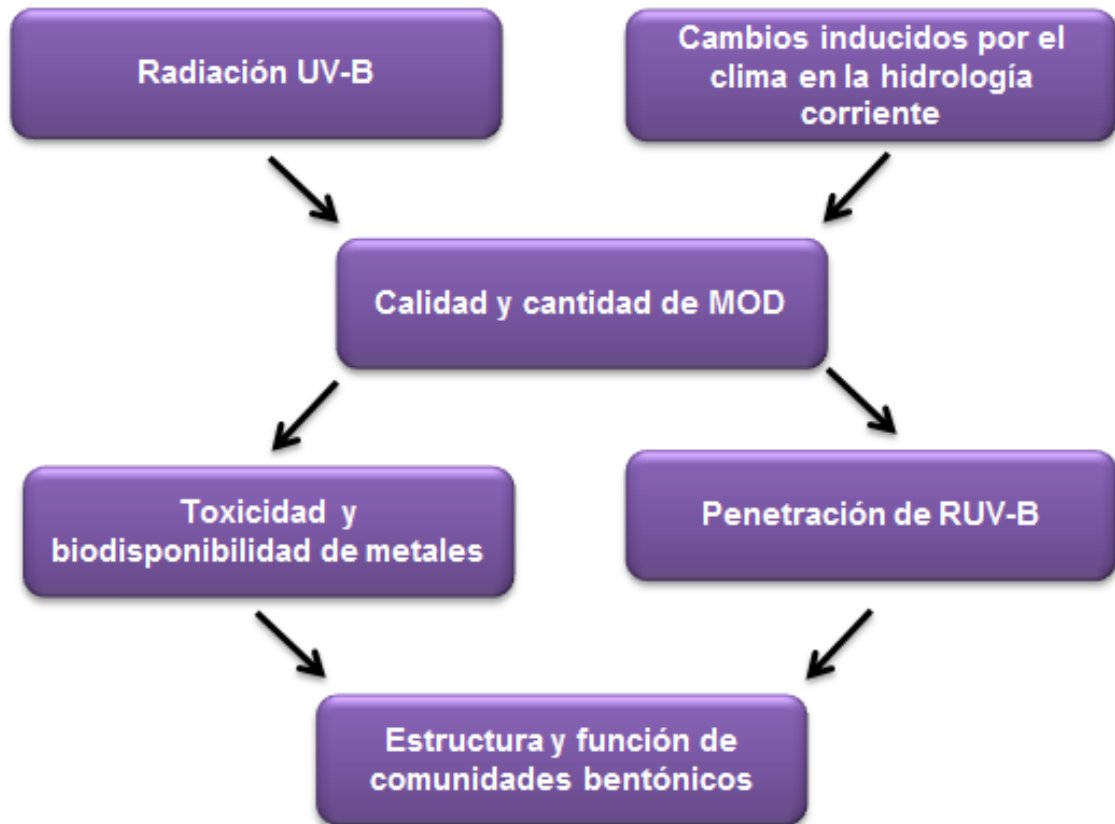 Radiación UV-B
Cambios inducidos por el
clima en la hidrología
corriente
Calidad y cantidad de MOD
Toxicidad y
biodisponibilidad de metales
Penetración de RUV-B
Estructura y función de
comunidades bentónicos